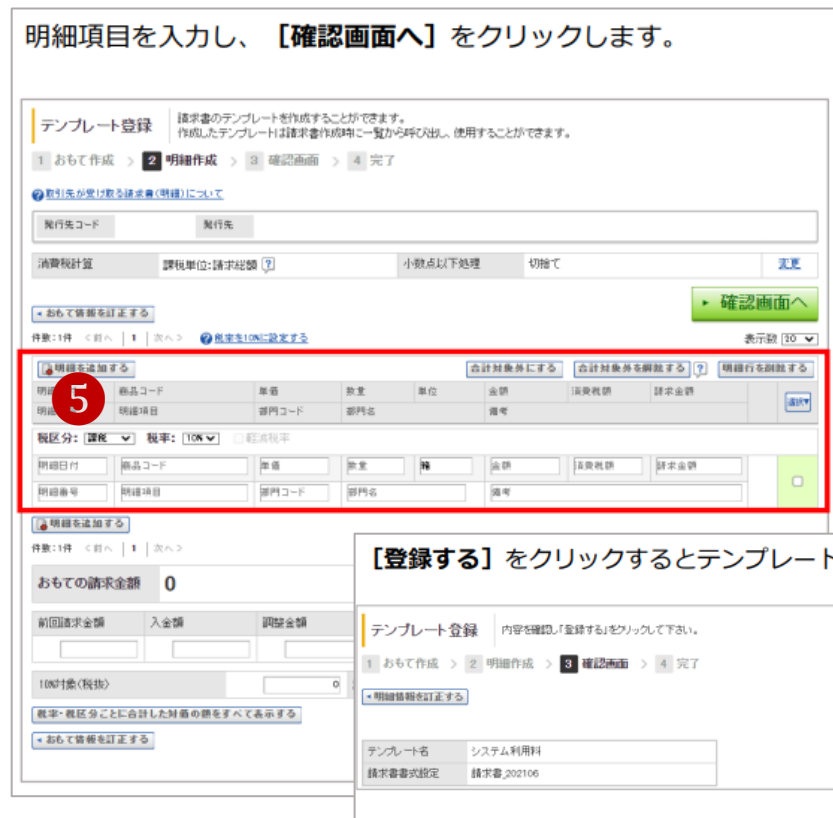 明細項目を入力し、［確認画面へ］をクリックします。
テンプレート登録
請求書のテンプレートを作成することができます。
作成したテンプレートは請求書作成時に一覧から呼び出し、使用することができます。
1 おもて作成 > 2 明細作成 > 3 確認画面 > 4 完了
取引先が受け取る請求書(明細)について
発行先コード 発行先
消費税計算 課税単位:請求総額 ? 小数点以下処理 切捨て 変更
確認画面へ
おもて情報を訂正する
件数:1件 <前へ | 1 | 次へ> 税率を10%に設定する 表示数 20
明細を追加する 合計対象外にする 合計対象外を解除する ? 明細行を削除する
5
明細 商品コード 単価 数量 単位 金額 消費税額 請求金額 選択▼
明細 明細項目 部門コード 部門名 備考
税区分: 課税 税率: 10% 軽減税率
明細日付 商品コード 単価 数量 金額 消費税額 請求金額
明細番号 明細項目 部門コード 部門名 備考
明細を追加する
件数:1件 <前へ | 1 | 次へ>
おもての請求金額 0
前回請求金額 入金額 調整金額
10%対象(税抜) 0
税率・税区分ごとに合計した対価の額をすべて表示する
おもて情報を訂正する
［登録する］をクリックするとテンプレート
テンプレート登録 内容を確認し「登録する」をクリックして下さい。
1 おもて作成 > 2 明細作成 > 3 確認画面 > 4 完了
明細情報を訂正する
テンプレート名 システム利用料
請求書書式設定 請求書_202106